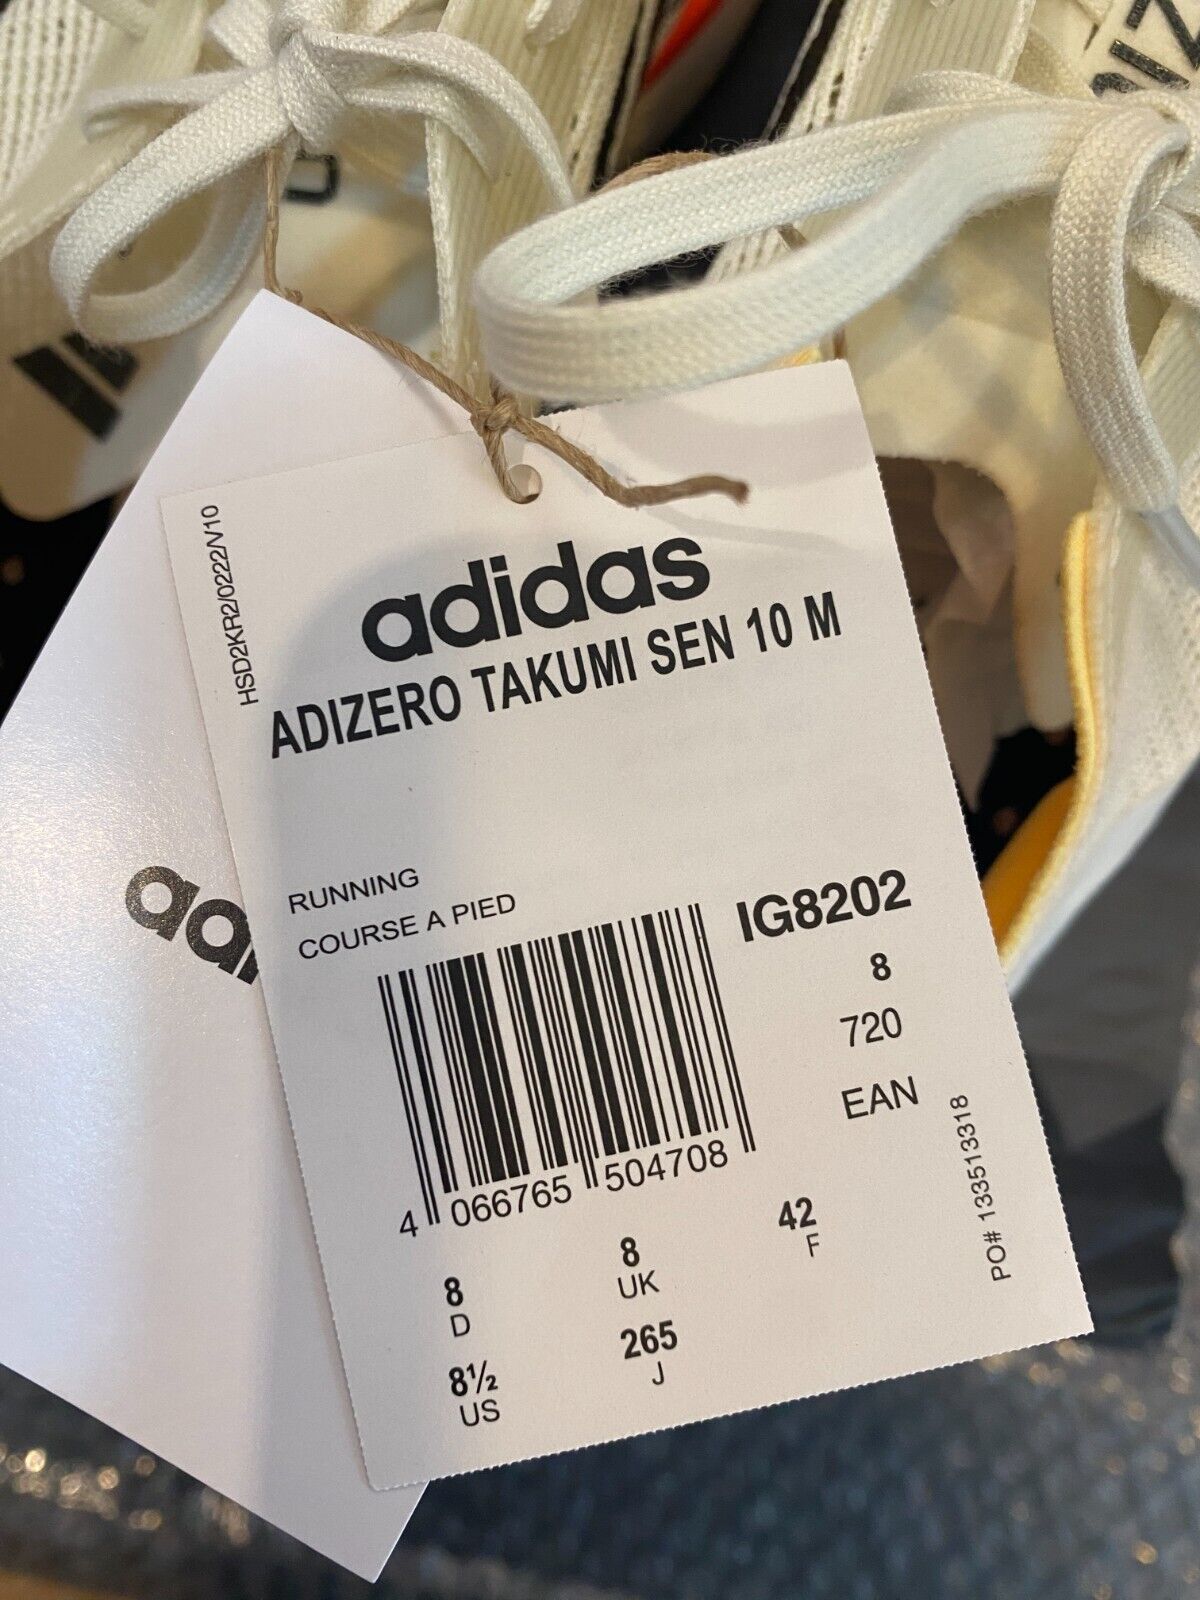 HSD2KR2/0222/V10
adidas
ADIZERO TAKUMI SEN 10 M
RUNNING
COURSE A PIED
IG8202
8
720
EAN
4 066765 504708
PO# 133513318
8 8 42
D UK F
8½ 265
US J